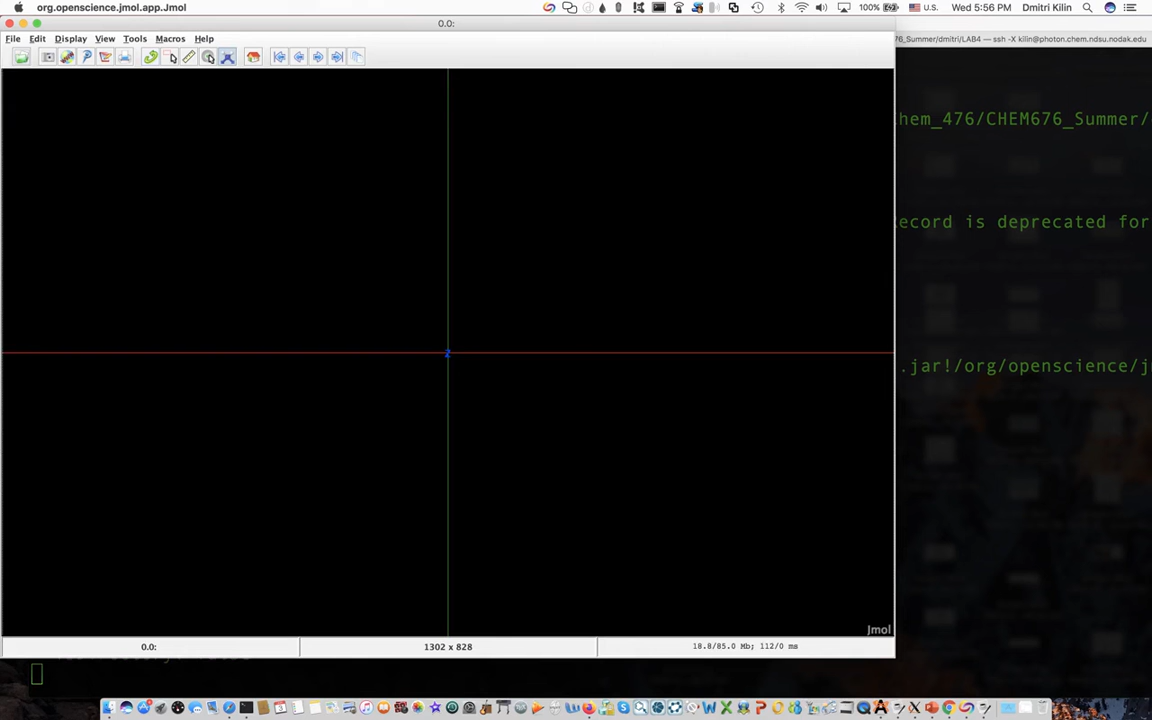 org.openscience.jmol.app.Jmol
100%
U.S.
Wed 5:56 PM
Dmitri Kilin
0.0:
76_Summer/dmitri/LAB4 — ssh -X kilin@photon.chem.ndsu.nodak.edu
File Edit Display View Tools Macros Help
hem_476/CHEM676_Summer/
ecord is deprecated for
z
.jar!/org/openscience/j
Jmol
0.0:
1302 x 828
18.8/85.0 Mb; 112/0 ms